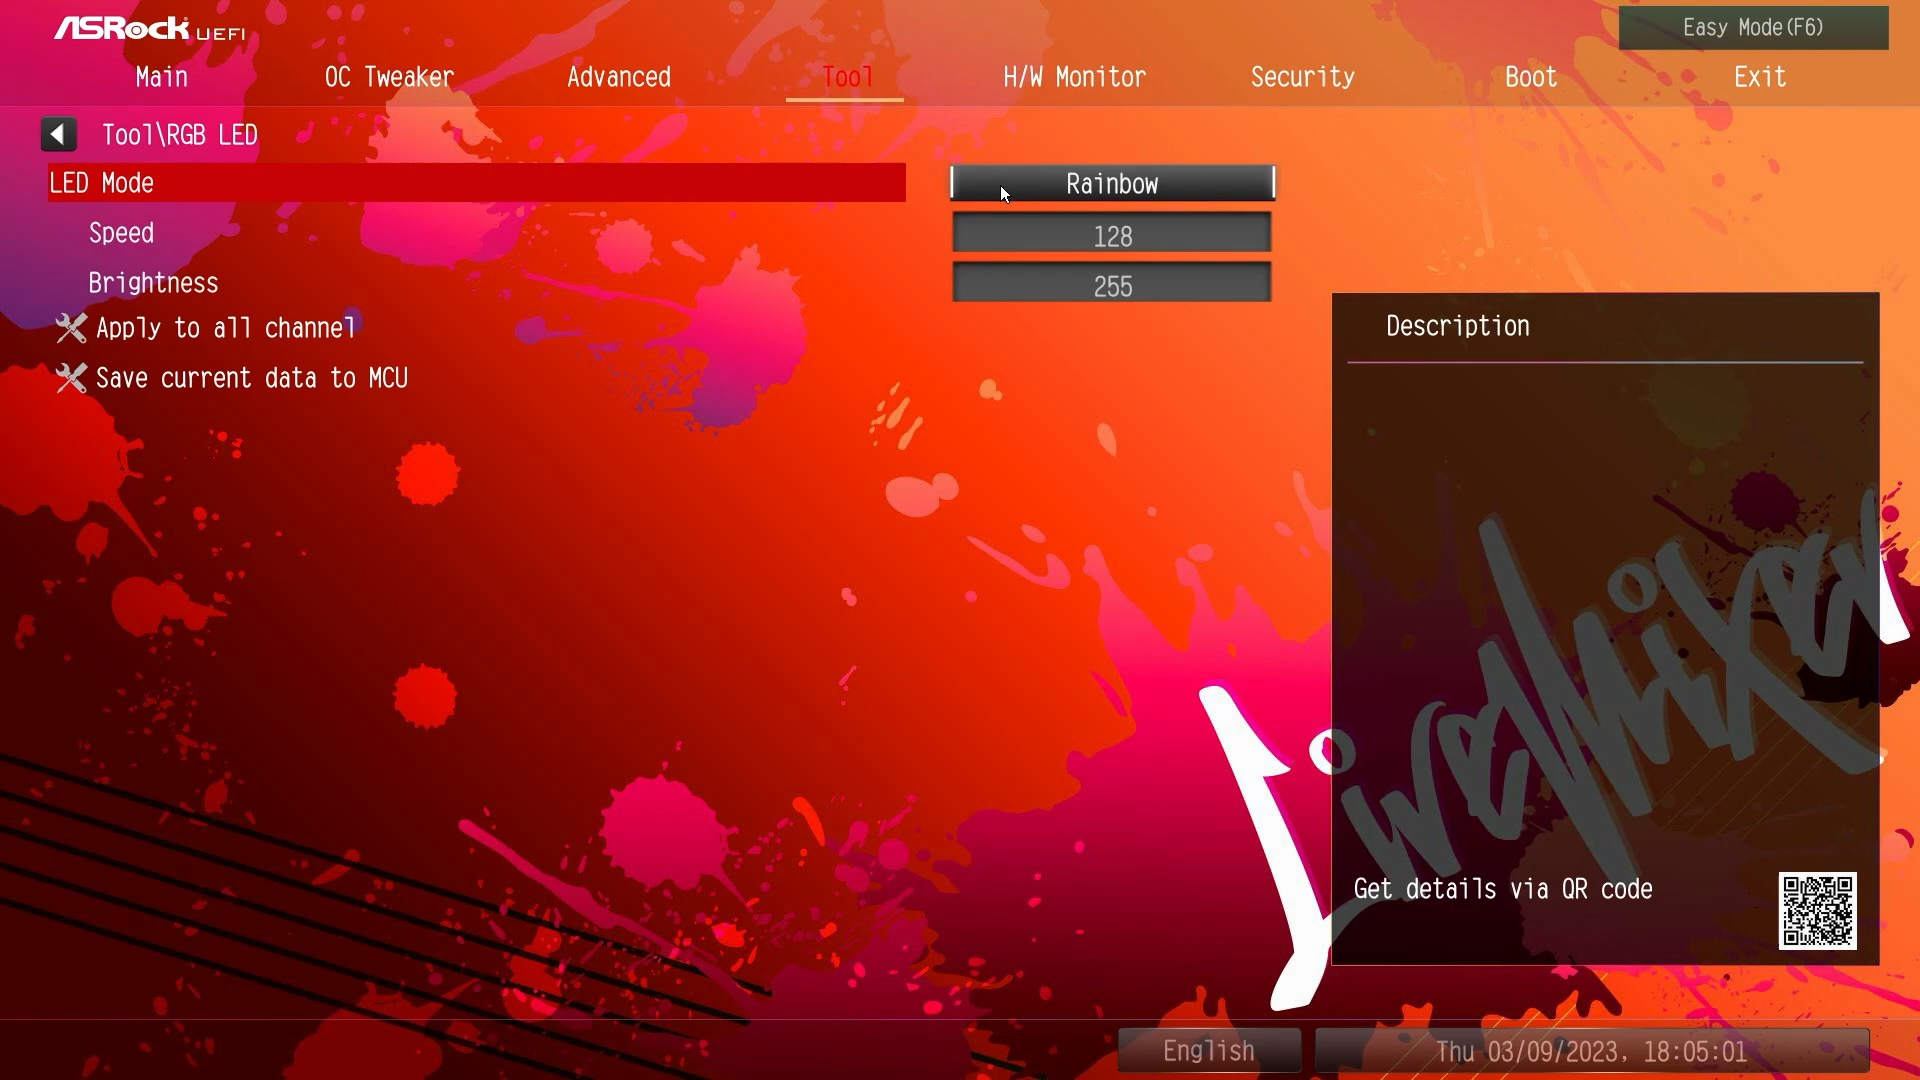 ASRock UEFI
Easy Mode(F6)
Main OC Tweaker Advanced Tool H/W Monitor Security Boot Exit
Tool\RGB LED
LED Mode Rainbow
Speed 128
Brightness 255
Apply to all channel
Save current data to MCU
Description
LiveMixer
Get details via QR code
English Thu 03/09/2023, 18:05:01